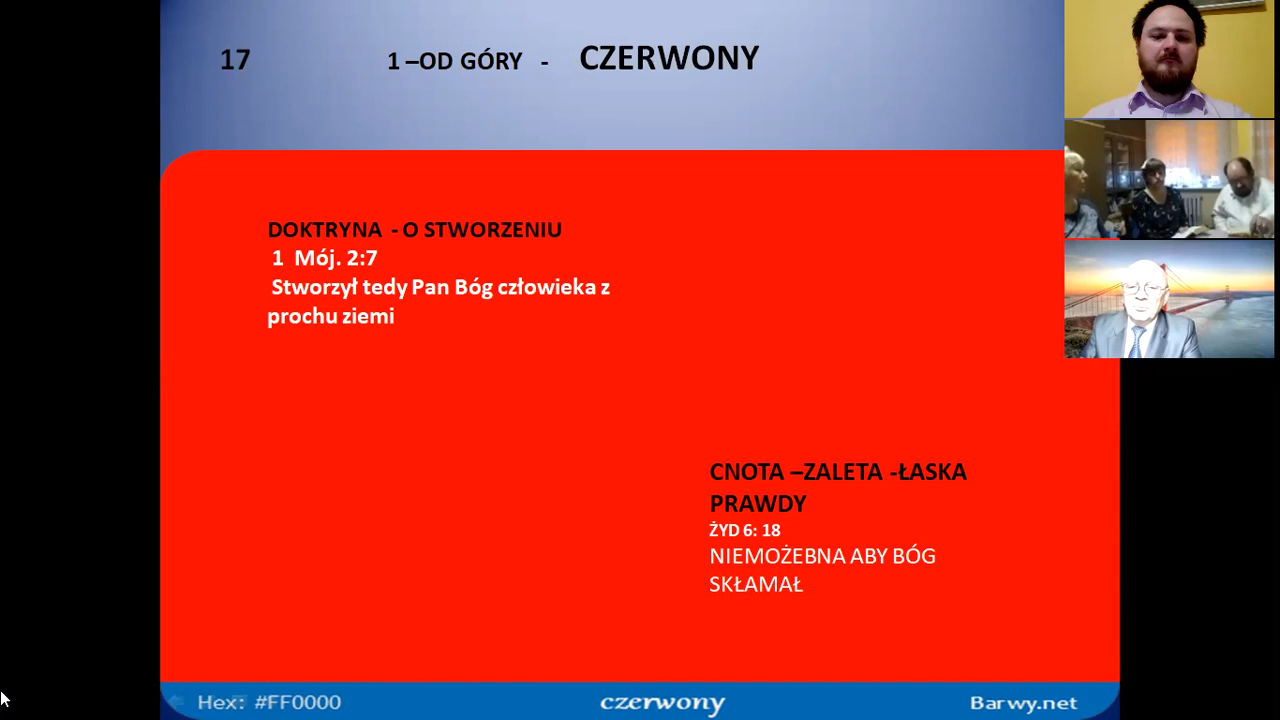 17 1 –OD GÓRY - CZERWONY
DOKTRYNA - O STWORZENIU
1 Mój. 2:7
Stworzył tedy Pan Bóg człowieka z
prochu ziemi
CNOTA –ZALETA -ŁASKA
PRAWDY
ŻYD 6: 18
NIEMOŻEBNA ABY BÓG
SKŁAMAŁ
Hex: #FF0000 czerwony Barwy.net